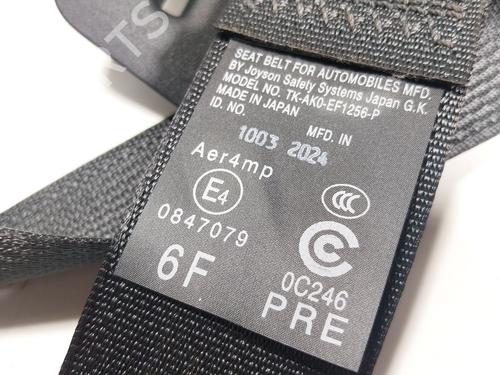 SEAT BELT FOR AUTOMOBILES MFD.
BY Joyson Safety Systems Japan G.K.
MODEL NO. TK-AK0-EF1256-P
MADE IN JAPAN
ID. NO. MFD. IN
1003 2024
Aer4mp
E4
CCC
0847079
0C246
6F
PRE